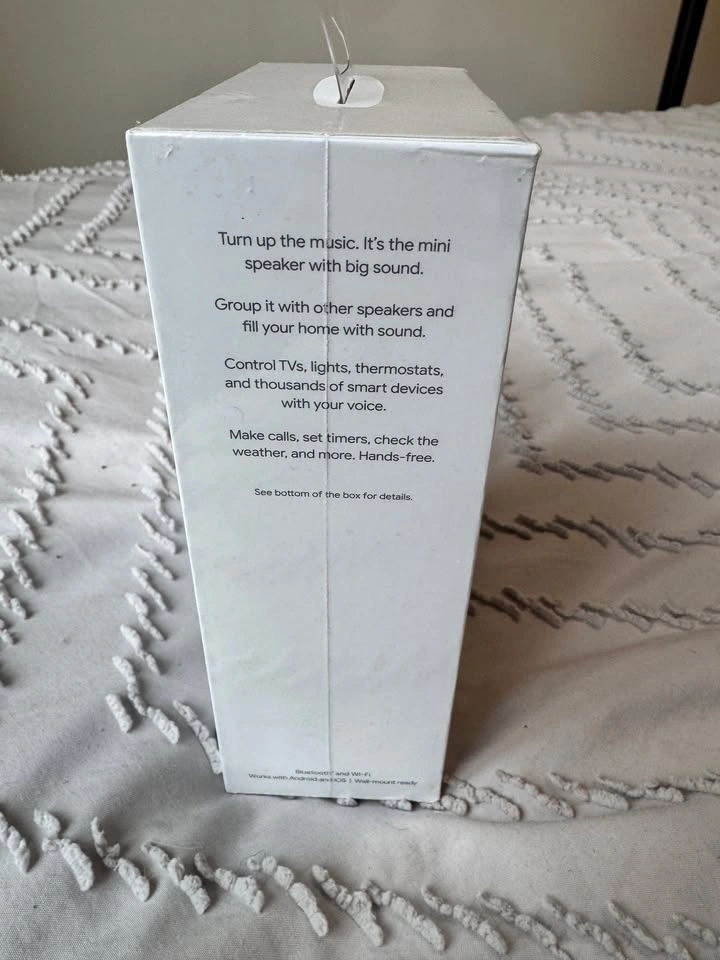 Turn up the music. It's the mini
speaker with big sound.
Group it with other speakers and
fill your home with sound.
Control TVs, lights, thermostats,
and thousands of smart devices
with your voice.
Make calls, set timers, check the
weather, and more. Hands-free.
See bottom of the box for details.
Bluetooth® and Wi-Fi
Works with Android and iOS | Wall-mount ready